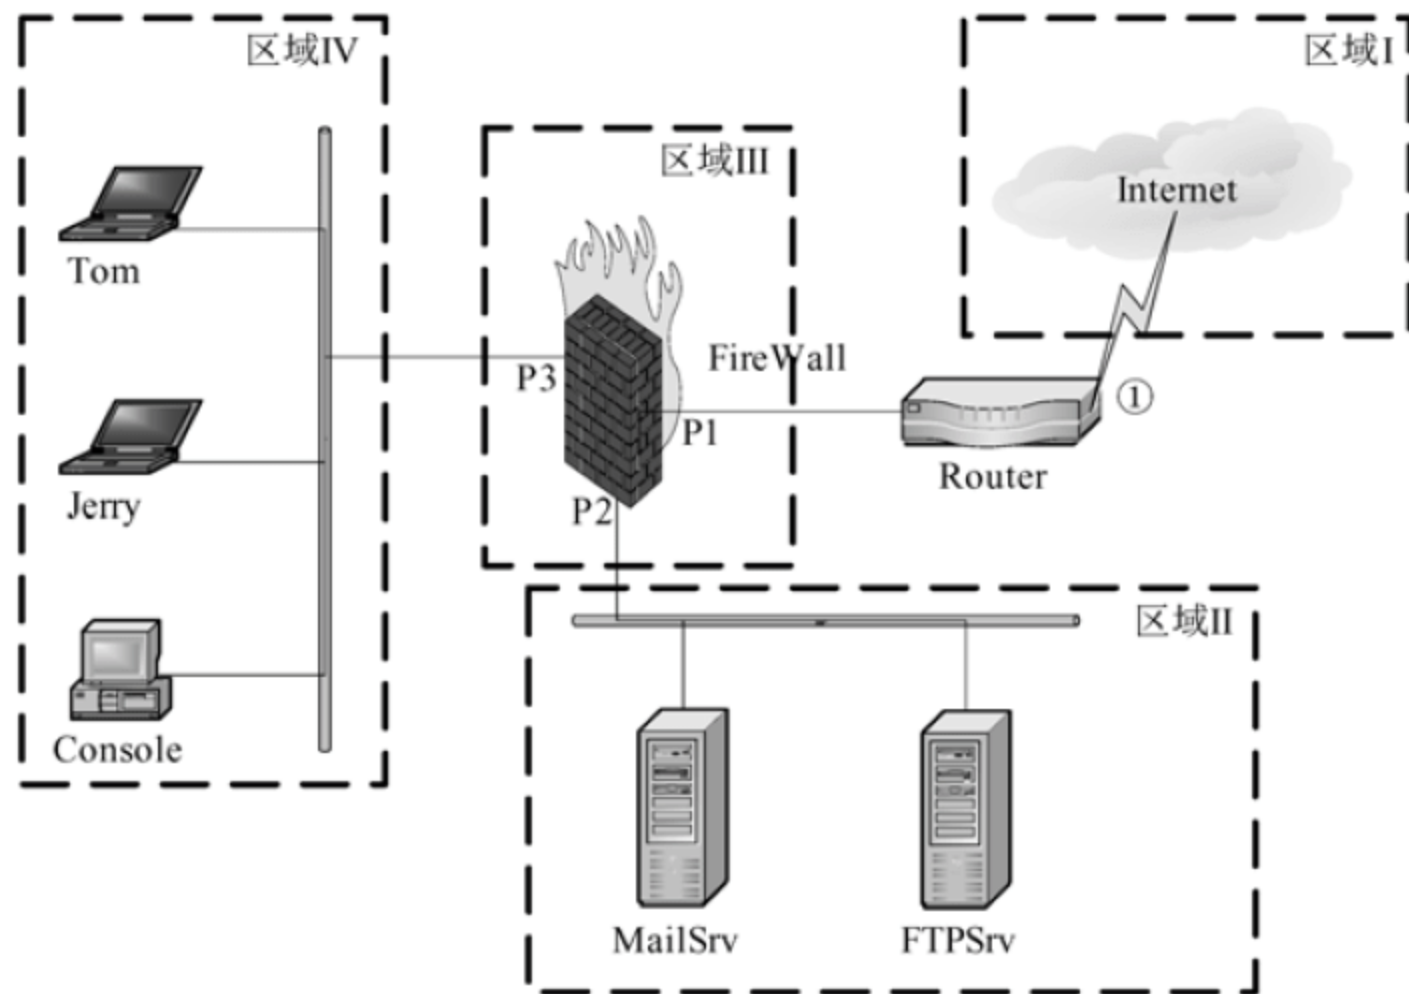 区域IV
区域I
区域III
Internet
Tom
FireWall
P3
①
P1
Router
Jerry
P2
区域II
Console
MailSrv
FTPSrv